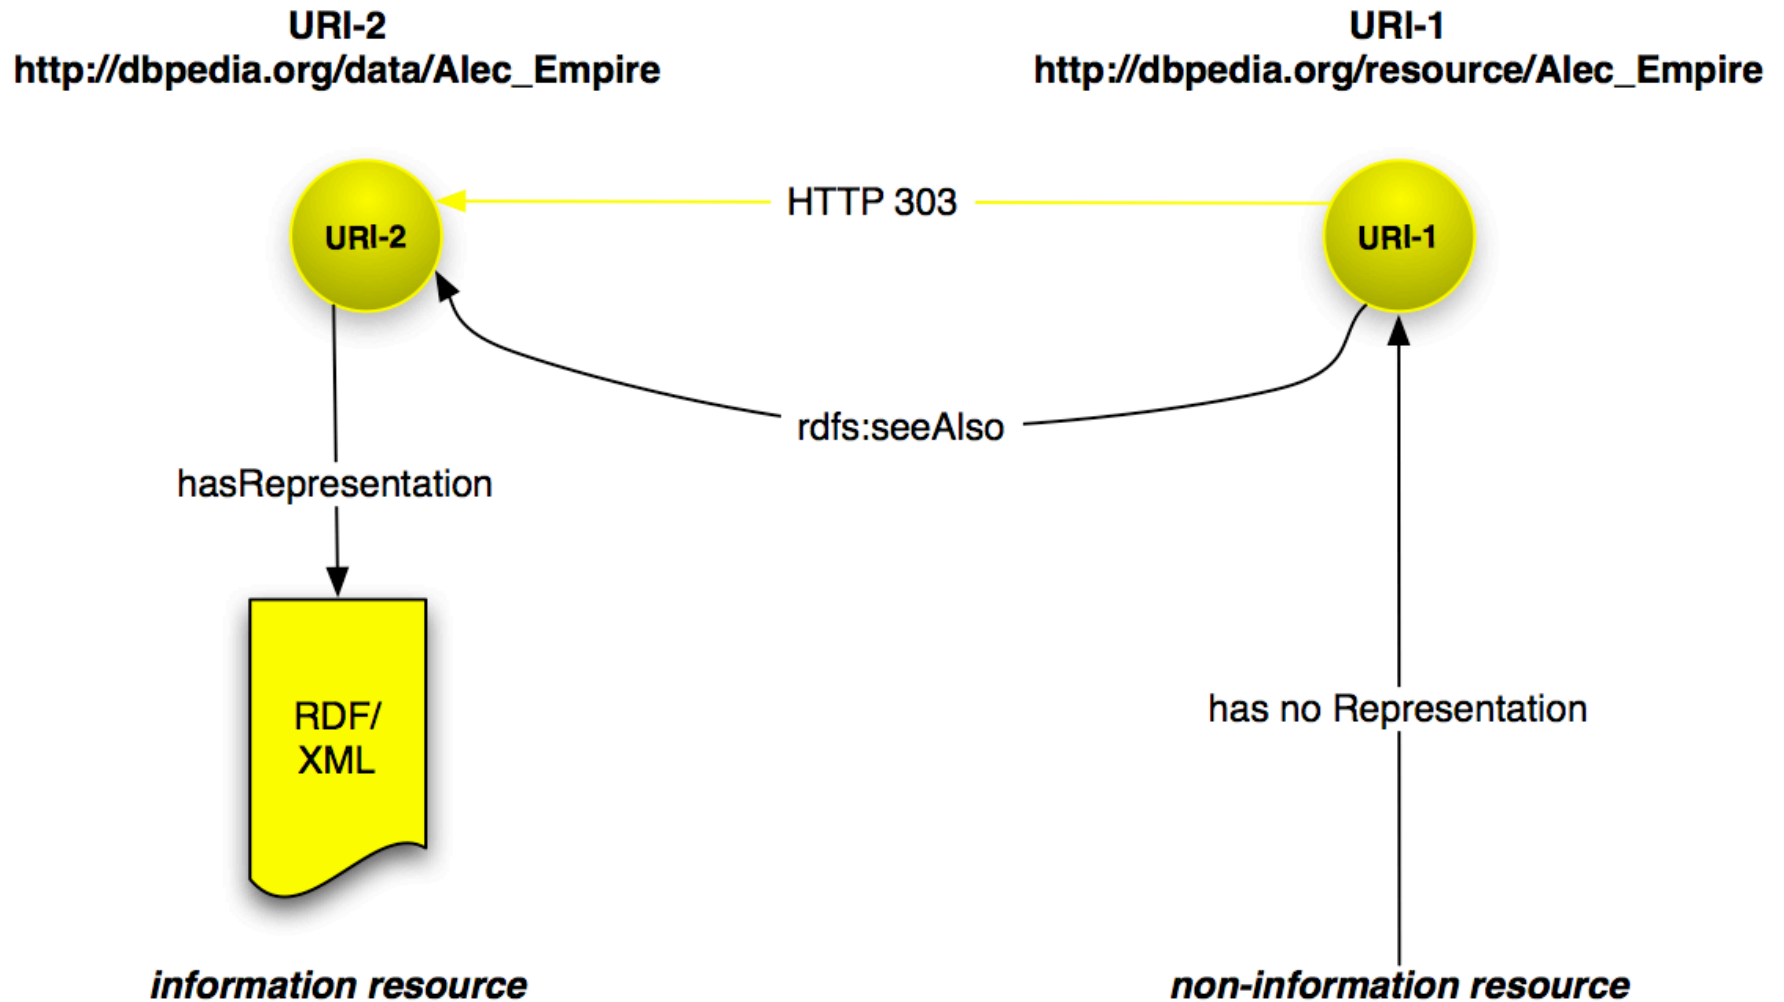 URI-2
http://dbpedia.org/data/Alec_Empire
URI-1
http://dbpedia.org/resource/Alec_Empire
URI-2
HTTP 303
URI-1
rdfs:seeAlso
hasRepresentation
RDF/
XML
has no Representation
information resource
non-information resource